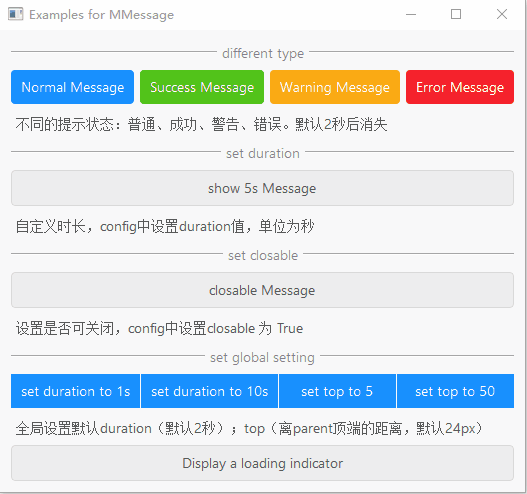 Examples for MMessage
different type
Normal Message Success Message Warning Message Error Message
不同的提示状态：普通、成功、警告、错误。默认2秒后消失
set duration
show 5s Message
自定义时长，config中设置duration值，单位为秒
set closable
closable Message
设置是否可关闭，config中设置closable 为 True
set global setting
set duration to 1s set duration to 10s set top to 5 set top to 50
全局设置默认duration（默认2秒）；top（离parent顶端的距离，默认24px）
Display a loading indicator